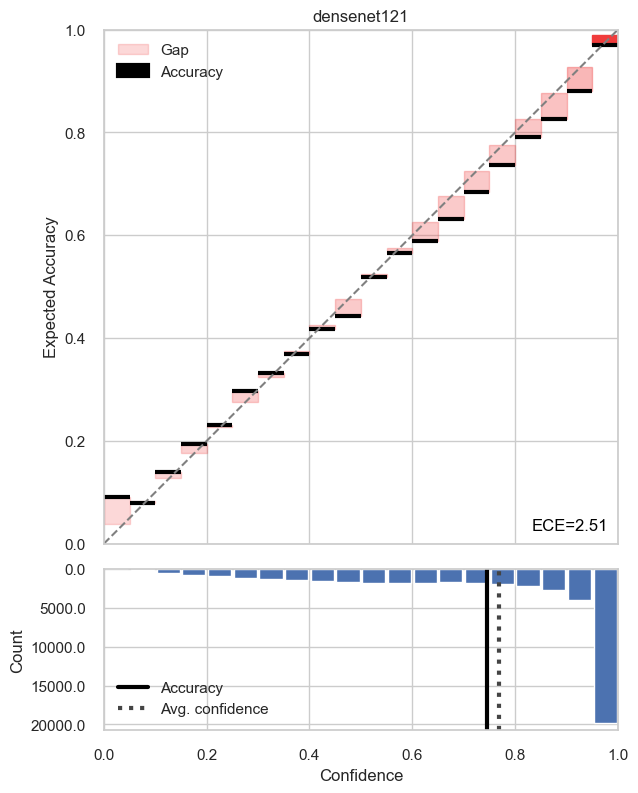 densenet121
1.0
Gap
Accuracy
0.8
0.6
Expected Accuracy
0.4
0.2
ECE=2.51
0.0
0.0
5000.0
10000.0
Count
15000.0
Accuracy
Avg. confidence
20000.0
0.0 0.2 0.4 0.6 0.8 1.0
Confidence